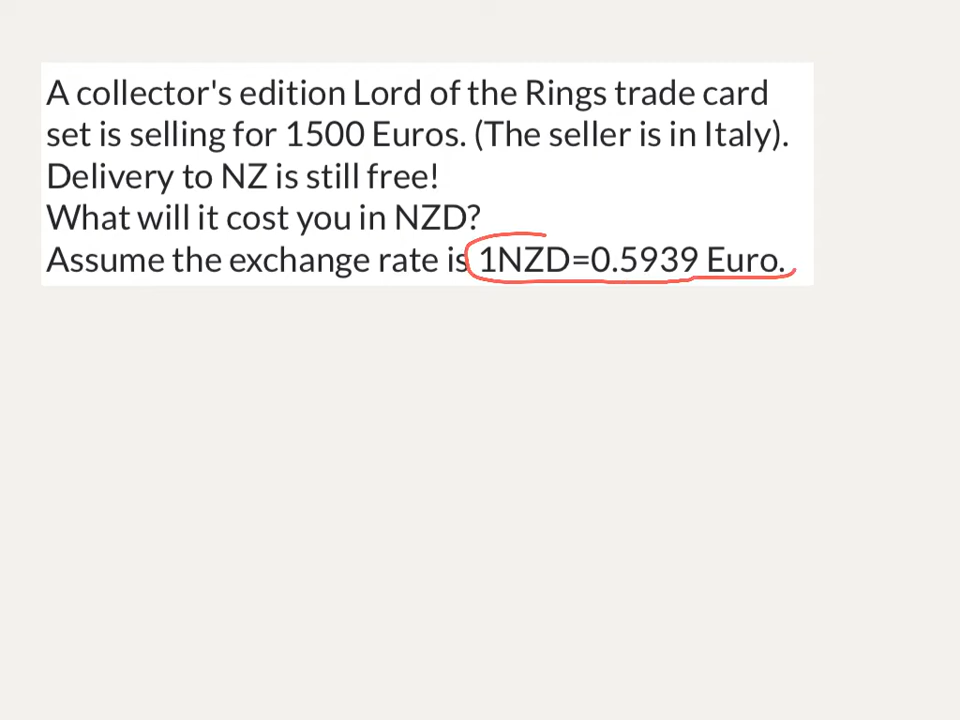 A collector's edition Lord of the Rings trade card
set is selling for 1500 Euros. (The seller is in Italy).
Delivery to NZ is still free!
What will it cost you in NZD?
Assume the exchange rate is 1NZD=0.5939 Euro.